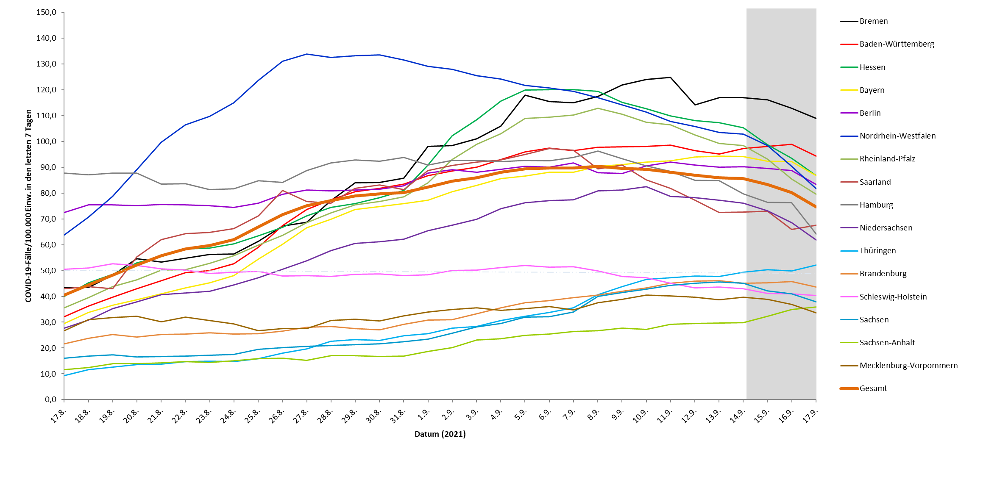 150,0
140,0
130,0
120,0
110,0
100,0
90,0
80,0
70,0
60,0
50,0
40,0
30,0
20,0
10,0
0,0
COVID-19-Fälle/100.000 Einw. in den letzten 7 Tagen
17.8.
18.8.
19.8.
20.8.
21.8.
22.8.
23.8.
24.8.
25.8.
26.8.
27.8.
28.8.
29.8.
30.8.
31.8.
1.9.
2.9.
3.9.
4.9.
5.9.
6.9.
7.9.
8.9.
9.9.
10.9.
11.9.
12.9.
13.9.
14.9.
15.9.
16.9.
17.9.
Datum (2021)
Bremen
Baden-Württemberg
Hessen
Bayern
Berlin
Nordrhein-Westfalen
Rheinland-Pfalz
Saarland
Hamburg
Niedersachsen
Thüringen
Brandenburg
Schleswig-Holstein
Sachsen
Sachsen-Anhalt
Mecklenburg-Vorpommern
Gesamt